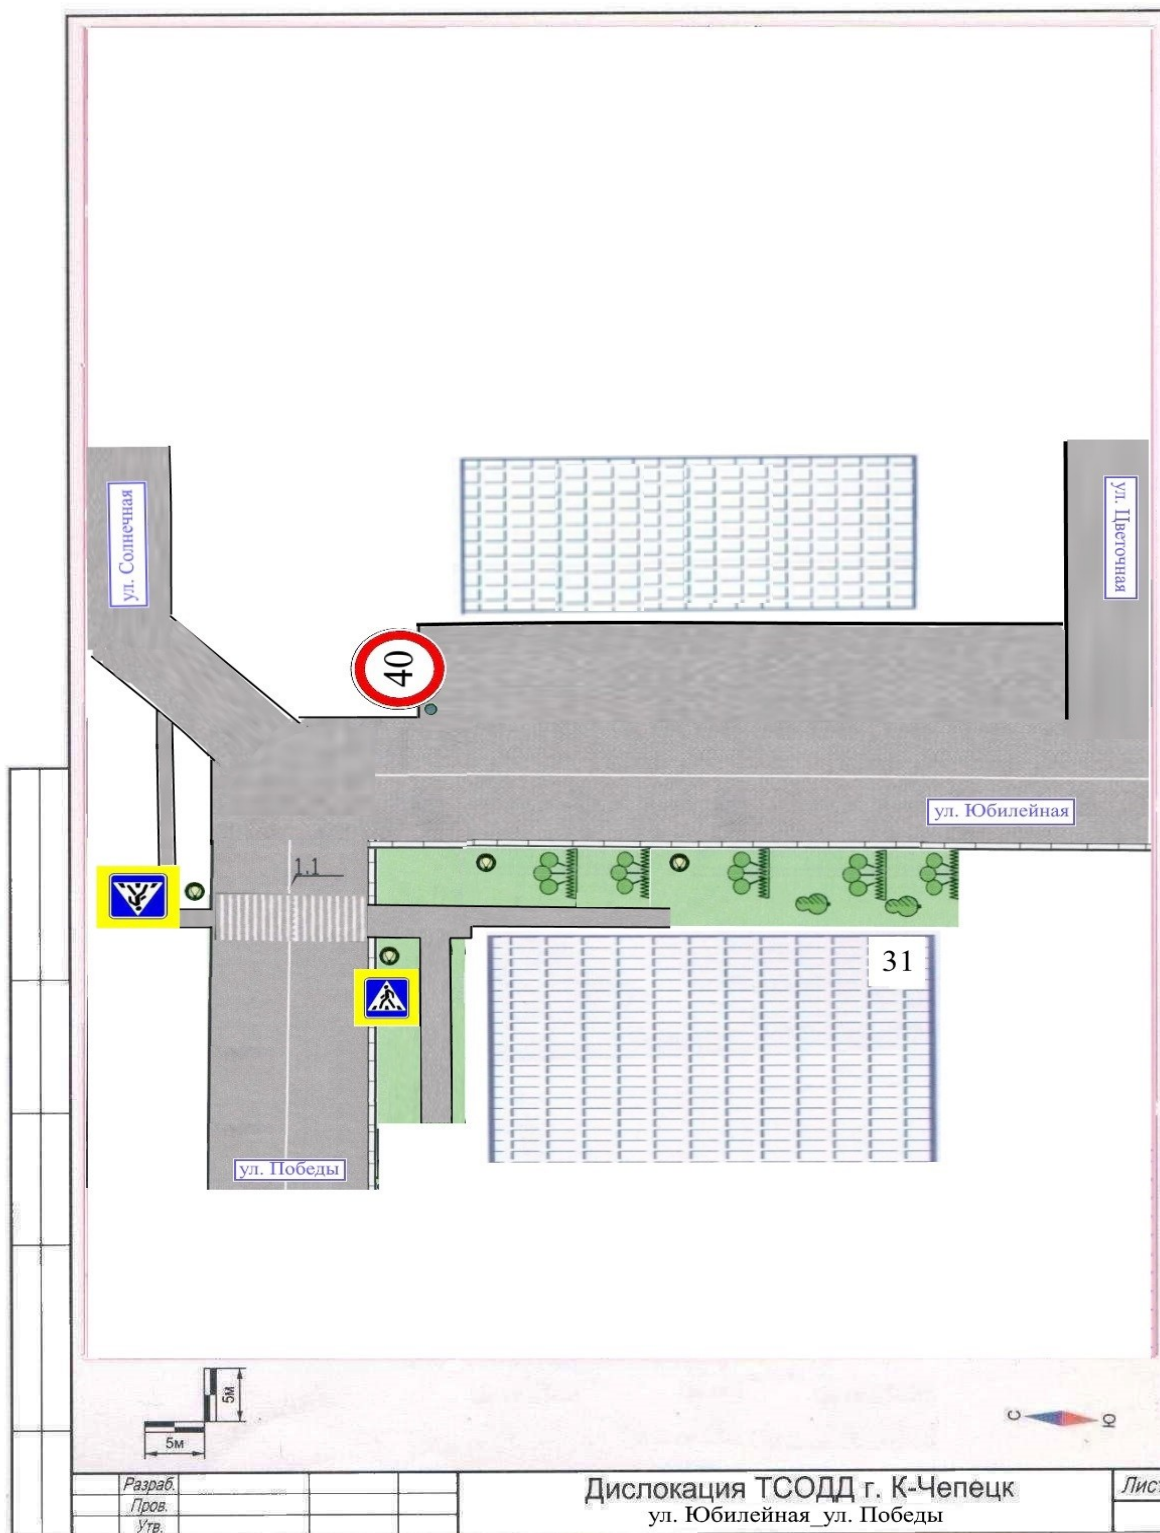 ул. Солнечная
ул. Цветочная
40
ул. Юбилейная
1.1
31
ул. Победы
5м
5м
С
Ю
Разраб.
Пров.
Утв.
Дислокация ТСОДД г. К-Чепецк
ул. Юбилейная_ул. Победы
Лист